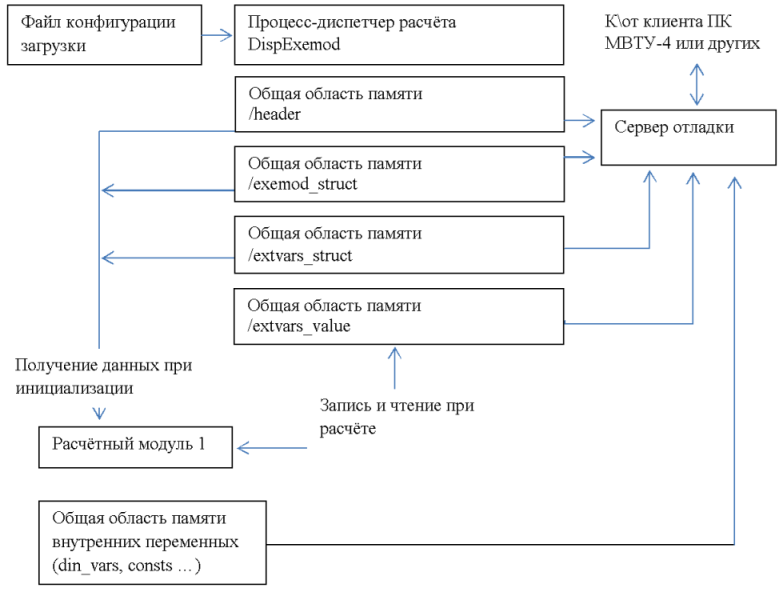 Файл конфигурации
загрузки
Процесс-диспетчер расчёта
DispExemod
К\от клиента ПК
МВТУ-4 или других
Общая область памяти
/header
Сервер отладки
Общая область памяти
/exemod_struct
Общая область памяти
/extvars_struct
Общая область памяти
/extvars_value
Получение данных при
инициализации
Запись и чтение при
расчёте
Расчётный модуль 1
Общая область памяти
внутренних переменных
(din_vars, consts …)